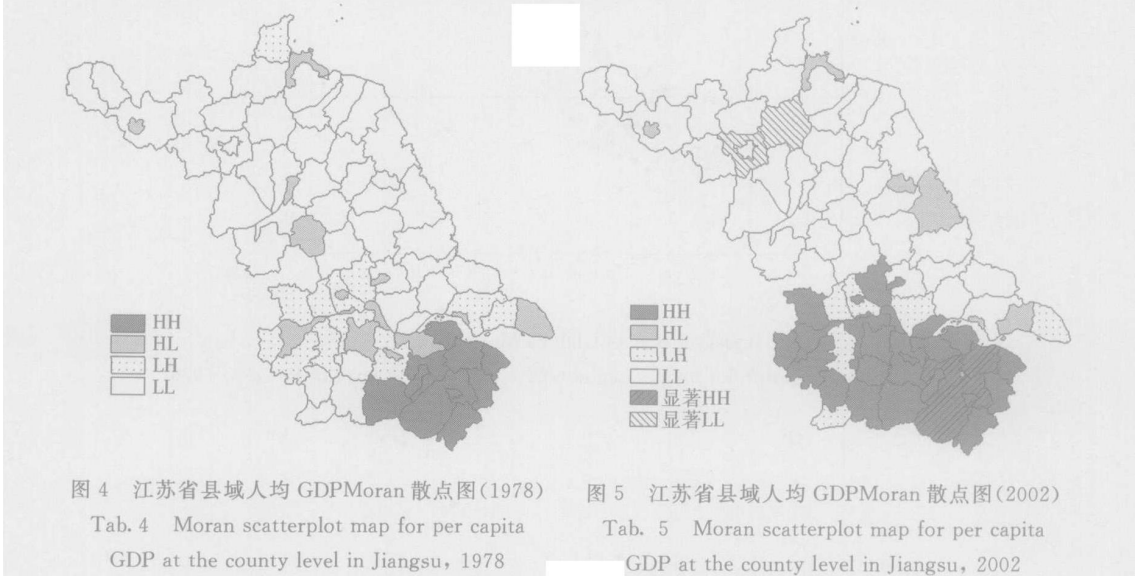 HH
HL
LH
LL
HH
HL
LH
LL
显著HH
显著LL
图 4 江苏省县域人均 GDPMoran 散点图(1978)
Tab. 4 Moran scatterplot map for per capita
GDP at the county level in Jiangsu, 1978
图 5 江苏省县域人均 GDPMoran 散点图(2002)
Tab. 5 Moran scatterplot map for per capita
GDP at the county level in Jiangsu, 2002